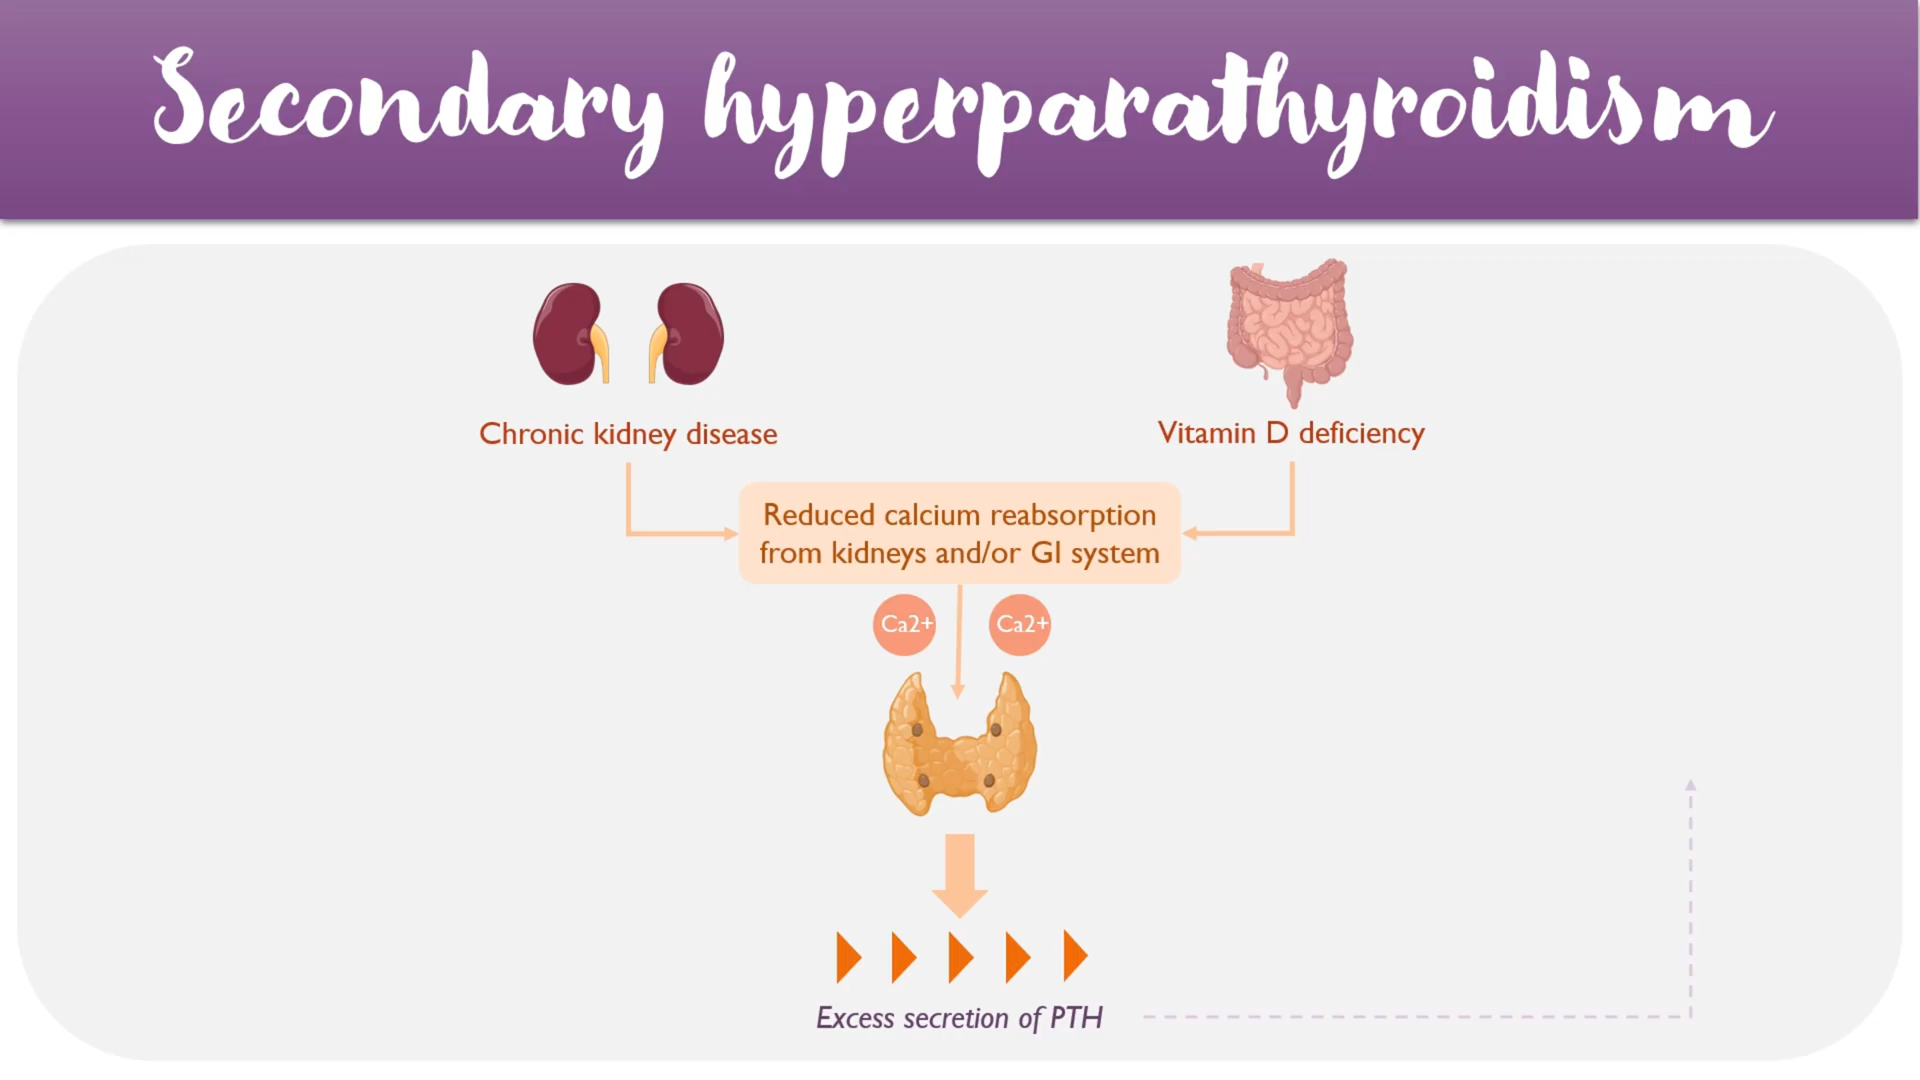 Secondary hyperparathyroidism
Chronic kidney disease
Vitamin D deficiency
Reduced calcium reabsorption
from kidneys and/or GI system
Ca2+
Ca2+
Excess secretion of PTH